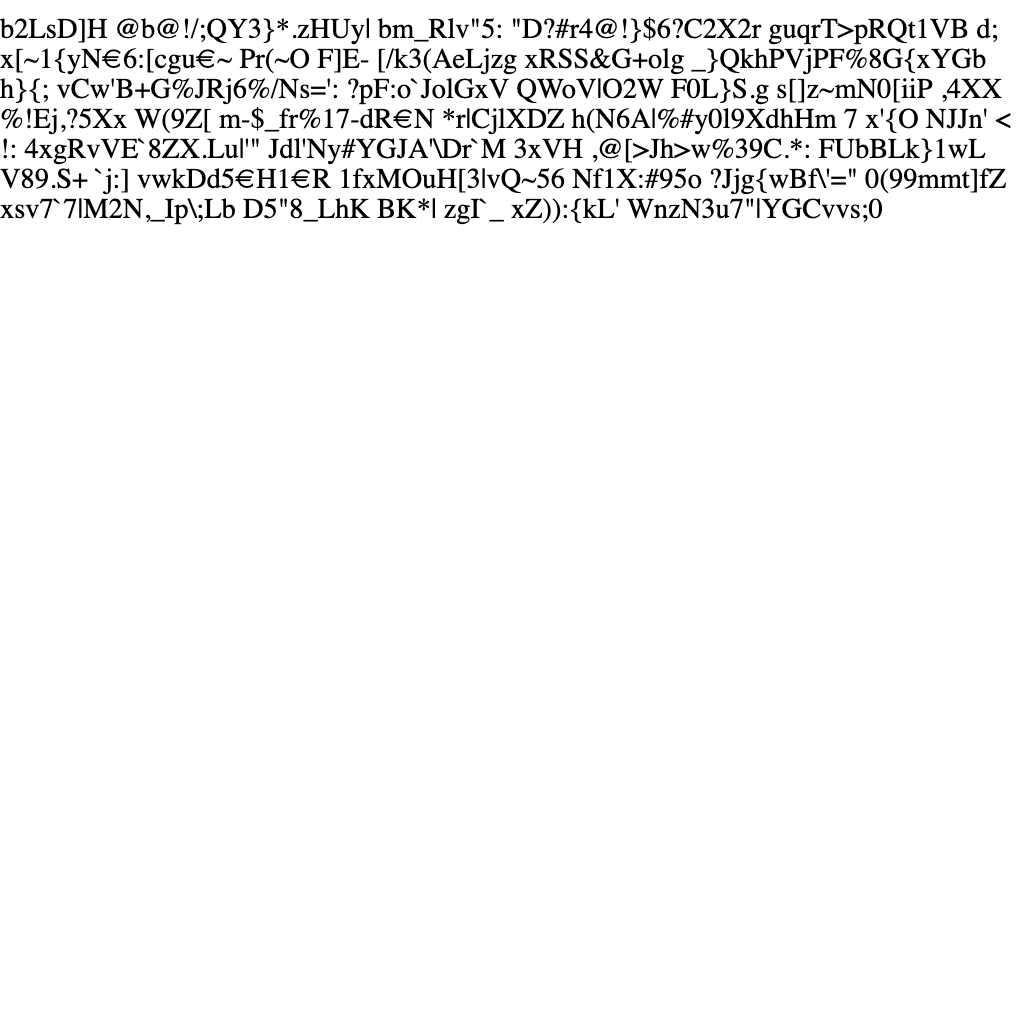 b2LsD]H @b@!/;QY3}*.zHUy| bm_Rlv"5: "D?#r4@!}$6?C2X2r guqrT>pRQt1VB d;
x[~1{yN€6:[cgu€~ Pr(~O F]E- [/k3(AeLjzg xRSS&G+olg _}QkhPVjPF%8G{xYGb
h}{; vCw'B+G%JRj6%/Ns=': ?pF:o`JolGxV QWoV|O2W F0L}S.g s[]z~mN0[iiP ,4XX
%!Ej,?5Xx W(9Z[ m-$_fr%17-dR€N *r|CjlXDZ h(N6A|%#y0l9XdhHm 7 x'{O NJJn' <
!: 4xgRvVE`8ZX.Lu|'" Jdl'Ny#YGJA'\Dr`M 3xVH ,@[>Jh>w%39C.*: FUbBLk}1wL
V89.S+ `j:] vwkDd5€H1€R 1fxMOuH[3|vQ~56 Nf1X:#95o ?Jjg{wBf\'=" 0(99mmt]fZ
xsv7`7|M2N,_Ip\;Lb D5"8_LhK BK*| zgI`_ xZ)):{kL' WnzN3u7"|YGCvvs;0